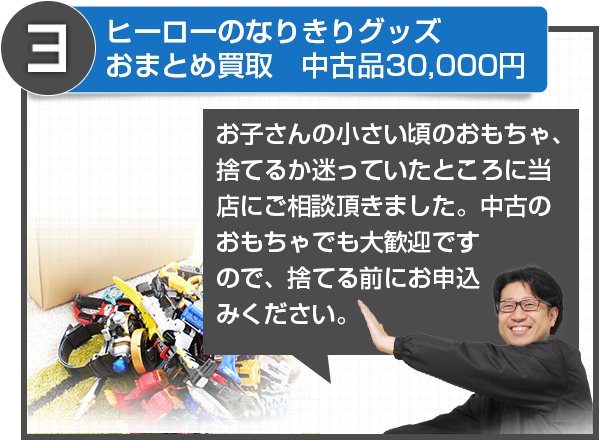 3
ヒーローのなりきりグッズ
おまとめ買取　中古品30,000円
お子さんの小さい頃のおもちゃ、
捨てるか迷っていたところに当
店にご相談頂きました。中古の
おもちゃでも大歓迎です
ので、捨てる前にお申込
みください。